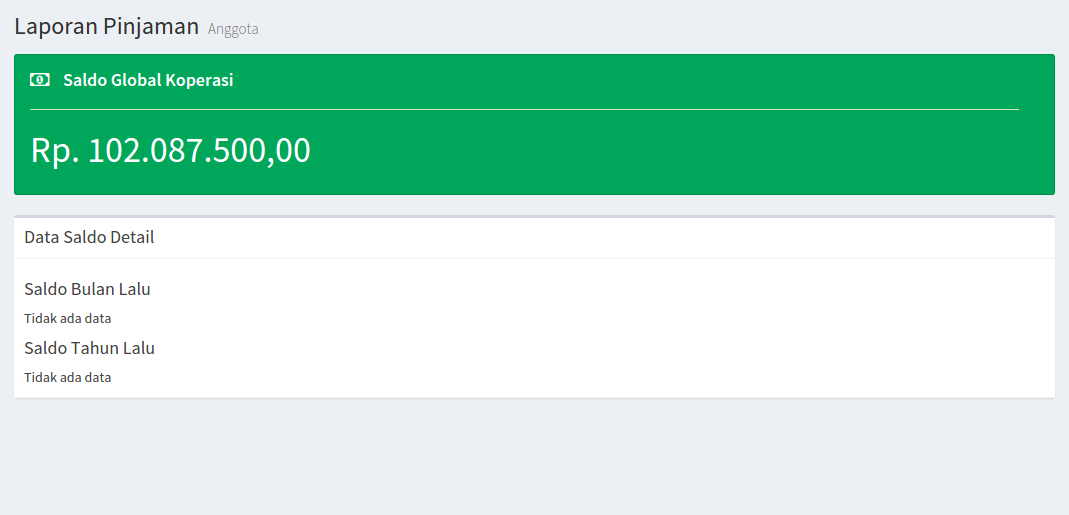 Laporan Pinjaman Anggota
Saldo Global Koperasi
Rp. 102.087.500,00
Data Saldo Detail
Saldo Bulan Lalu
Tidak ada data
Saldo Tahun Lalu
Tidak ada data